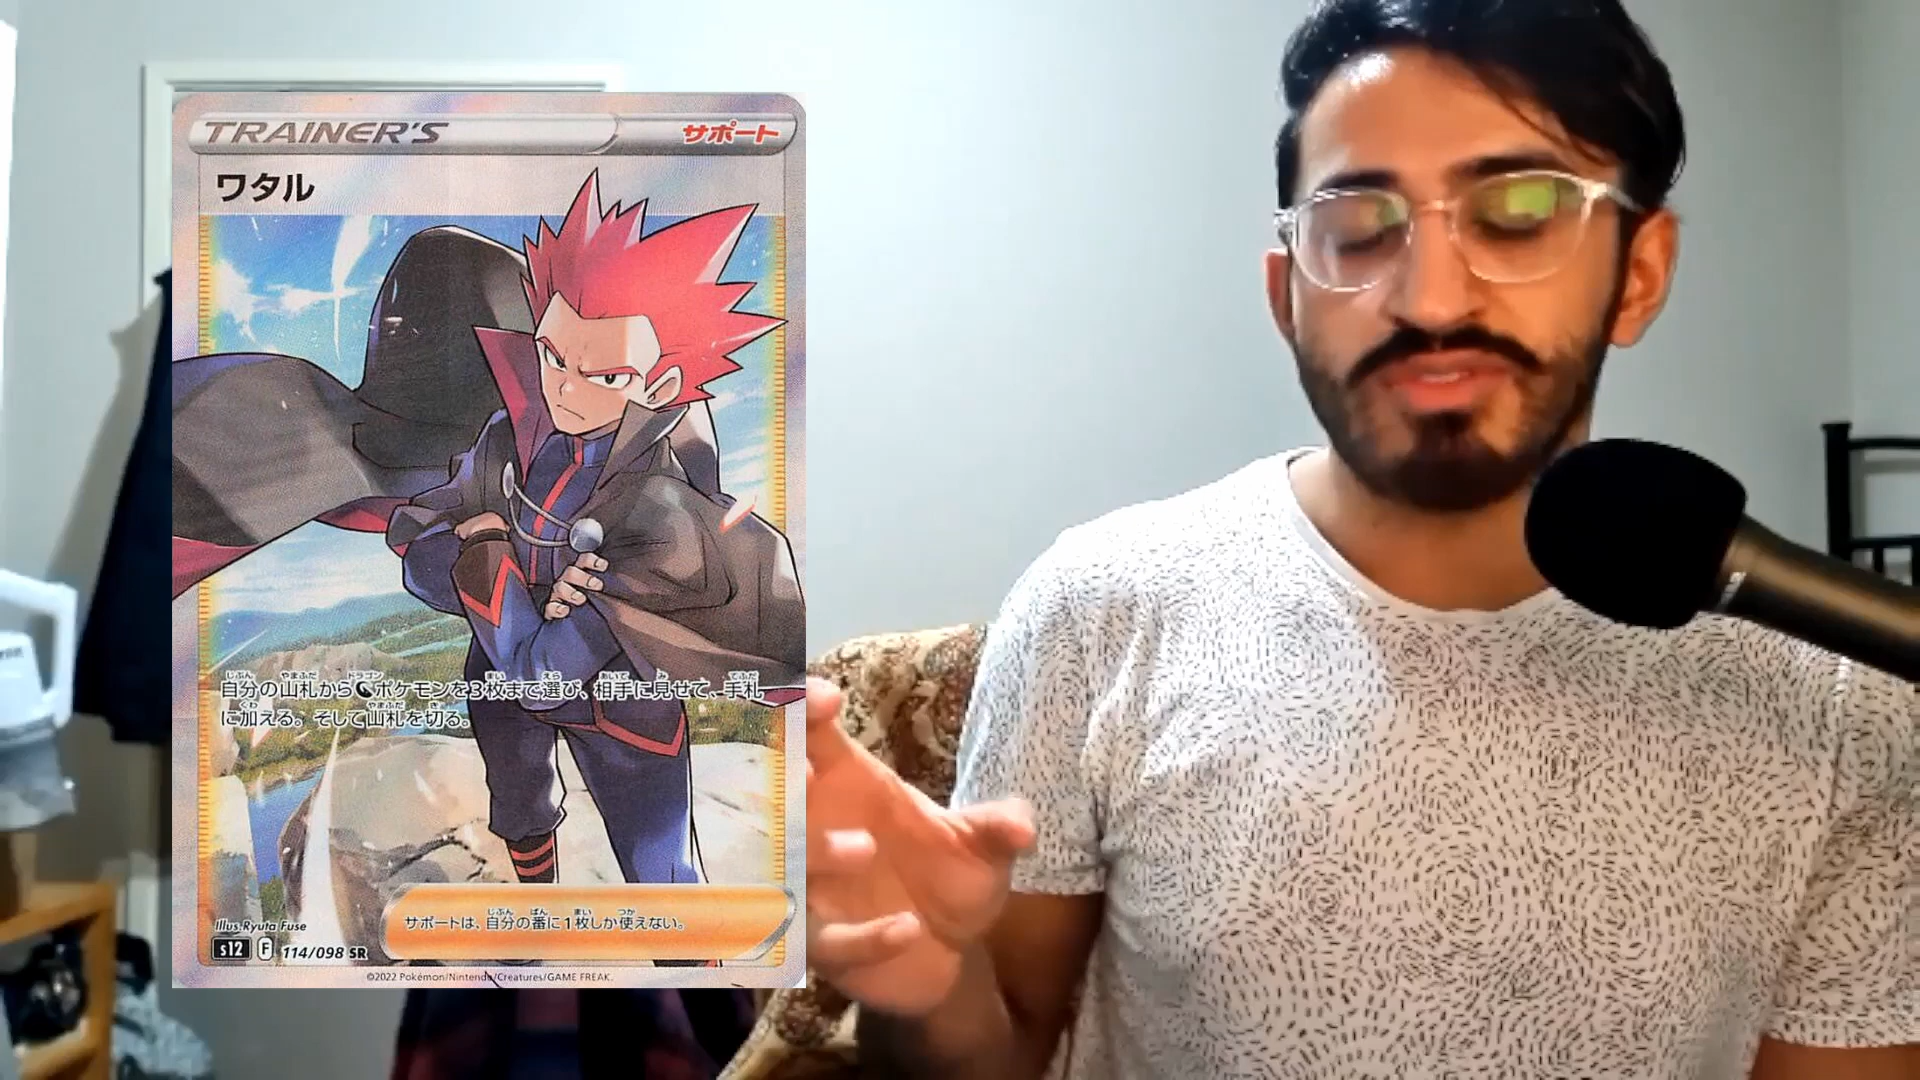 TRAINER'S サポート
ワタル
自分の山札からポケモンを3枚まで選び、相手に見せて、手札
に加える。そして山札を切る。
サポートは、自分の番に1枚しか使えない。
Illus.Ryuta Fuse
s12 F 114/098 SR
©2022 Pokémon/Nintendo/Creatures/GAME FREAK.